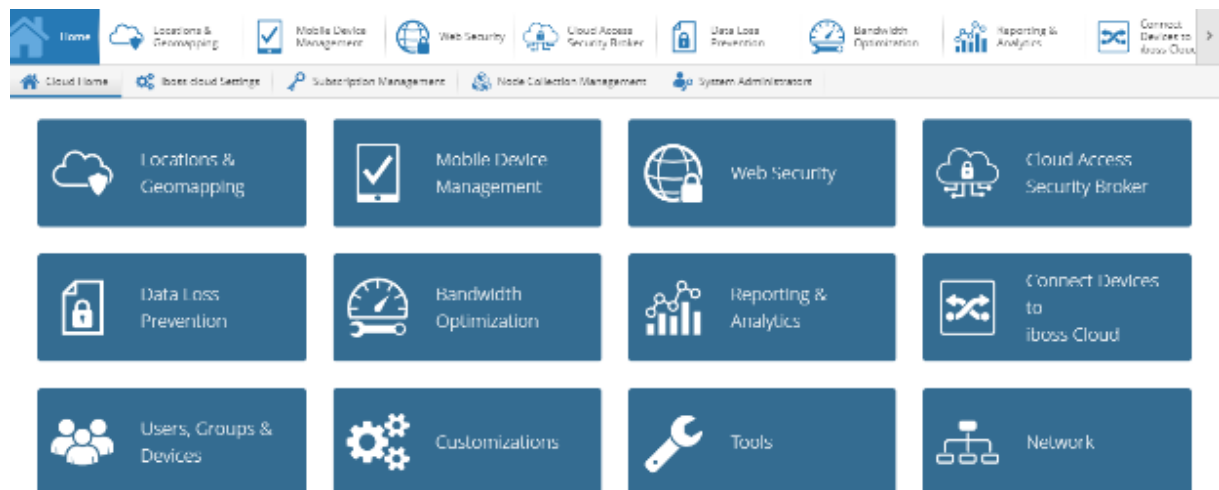 Home
Locations &
Geomapping
Mobile Device
Management
Web Security
Cloud Access
Security Broker
Data Loss
Prevention
Bandwidth
Optimization
Reporting &
Analytics
Connect
Devices to
iboss Clouc
Cloud Home
iboss cloud Settings
Subscription Management
Node Collection Management
System Administrators
Locations &
Geomapping
Mobile Device
Management
Web Security
Cloud Access
Security Broker
Data Loss
Prevention
Bandwidth
Optimization
Reporting &
Analytics
Connect Devices
to
iboss Cloud
Users, Groups &
Devices
Customizations
Tools
Network